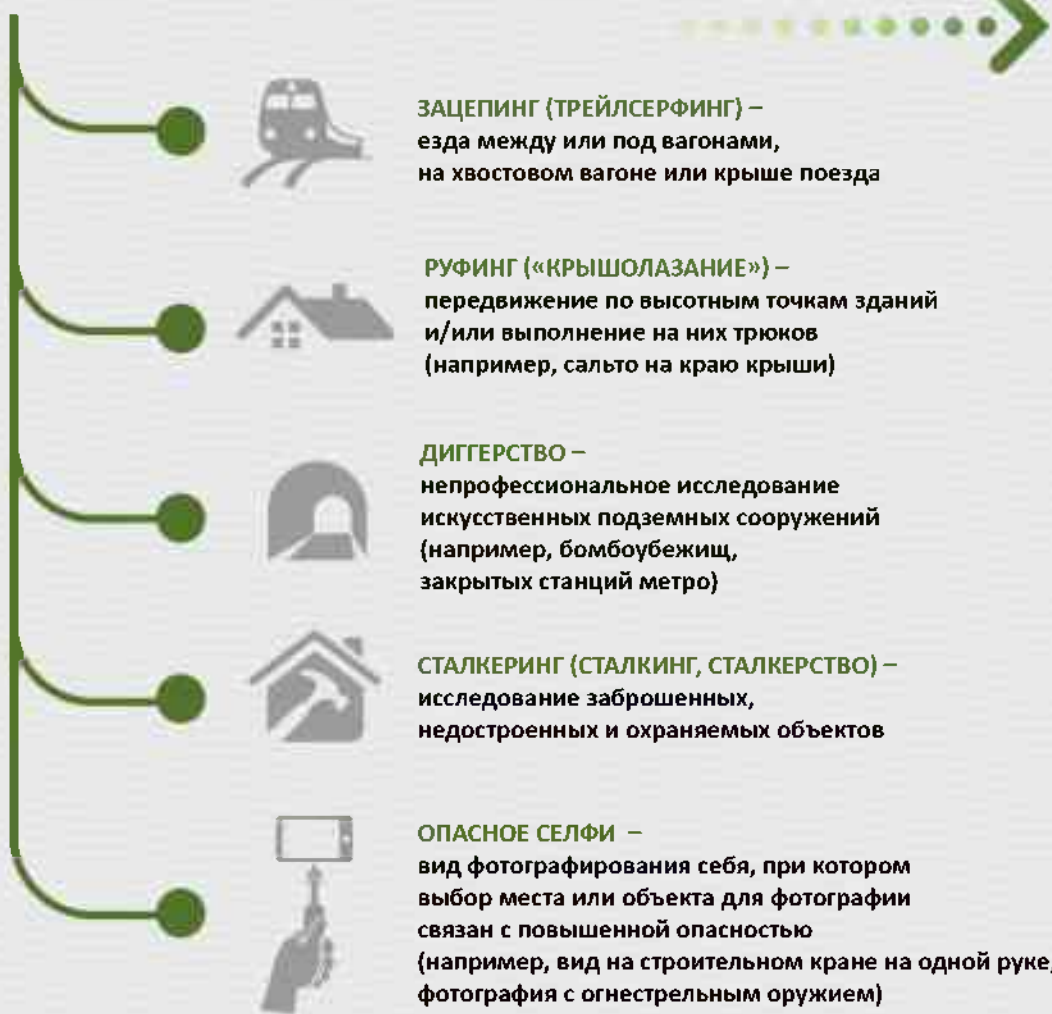 ЗАЦЕПИНГ (ТРЕЙЛСЕРФИНГ) –
езда между или под вагонами,
на хвостовом вагоне или крыше поезда
РУФИНГ («КРЫШОЛАЗАНИЕ») –
передвижение по высотным точкам зданий
и/или выполнение на них трюков
(например, сальто на краю крыши)
ДИГГЕРСТВО –
непрофессиональное исследование
искусственных подземных сооружений
(например, бомбоубежищ,
закрытых станций метро)
СТАЛКЕРИНГ (СТАЛКИНГ, СТАЛКЕРСТВО) –
исследование заброшенных,
недостроенных и охраняемых объектов
ОПАСНОЕ СЕЛФИ –
вид фотографирования себя, при котором
выбор места или объекта для фотографии
связан с повышенной опасностью
(например, вид на строительном кране на одной руке,
фотография с огнестрельным оружием)